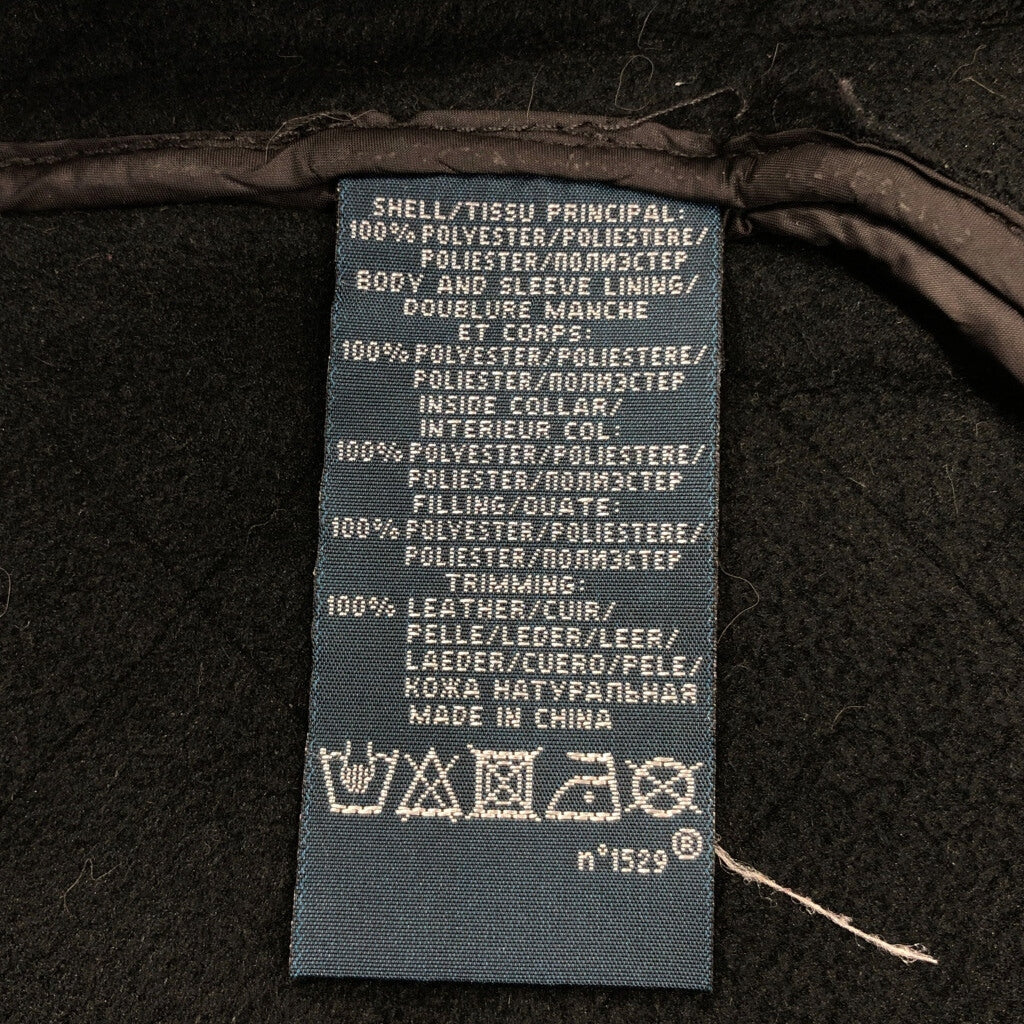 SHELL/TISSU PRINCIPAL:
100% POLYESTER/POLIESTERE/
POLIESTER/ПОЛИЭСТЕР
BODY AND SLEEVE LINING/
DOUBLURE MANCHE
ET CORPS:
100% POLYESTER/POLIESTERE/
POLIESTER/ПОЛИЭСТЕР
INSIDE COLLAR/
INTERIEUR COL:
100% POLYESTER/POLIESTERE/
POLIESTER/ПОЛИЭСТЕР
FILLING/OUATE:
100% POLYESTER/POLIESTERE/
POLIESTER/ПОЛИЭСТЕР
TRIMMING:
100% LEATHER/CUIR/
PELLE/LEDER/LEER/
LAEDER/CUERO/PELE/
КОЖА НАТУРАЛЬНАЯ
MADE IN CHINA
n°1529®